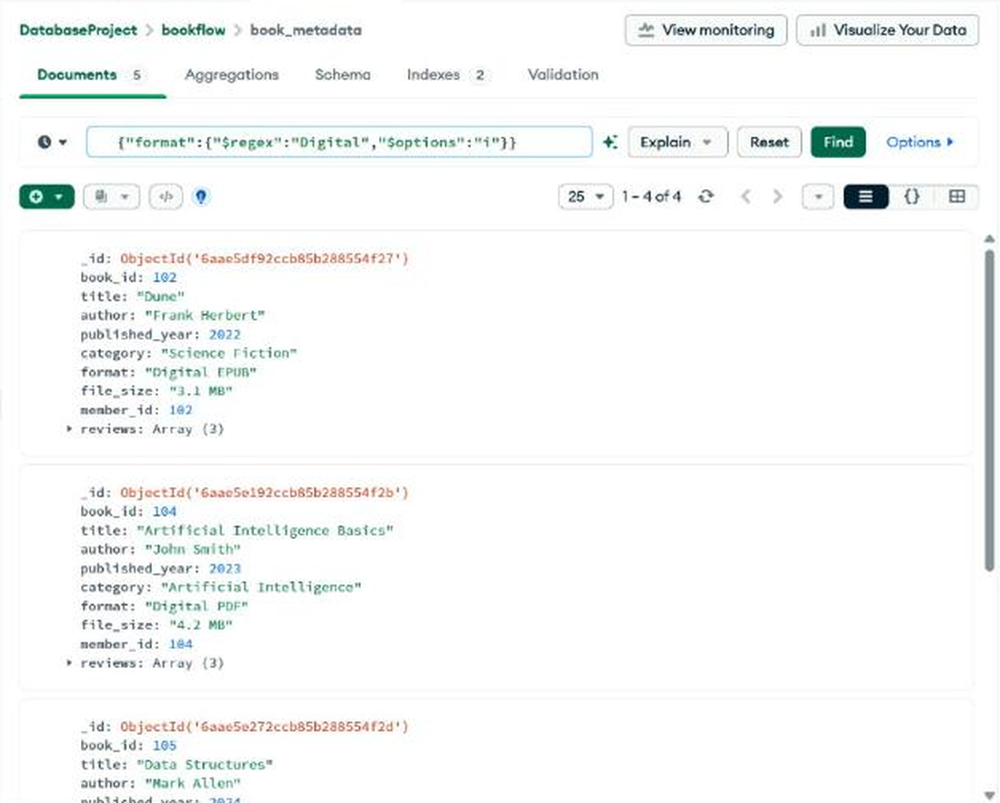 DatabaseProject > bookflow > book_metadata
View monitoring
Visualize Your Data
Documents 5 Aggregations Schema Indexes 2 Validation
{"format":{"$regex":"Digital","$options":"i"}}
Explain Reset Find Options
25 1 – 4 of 4
_id: ObjectId('6aae5df92ccb85b288554f27')
book_id: 102
title: "Dune"
author: "Frank Herbert"
published_year: 2022
category: "Science Fiction"
format: "Digital EPUB"
file_size: "3.1 MB"
member_id: 102
reviews: Array (3)
_id: ObjectId('6aae5e192ccb85b288554f2b')
book_id: 104
title: "Artificial Intelligence Basics"
author: "John Smith"
published_year: 2023
category: "Artificial Intelligence"
format: "Digital PDF"
file_size: "4.2 MB"
member_id: 104
reviews: Array (3)
_id: ObjectId('6aae5e272ccb85b288554f2d')
book_id: 105
title: "Data Structures"
author: "Mark Allen"
published_year: 2024